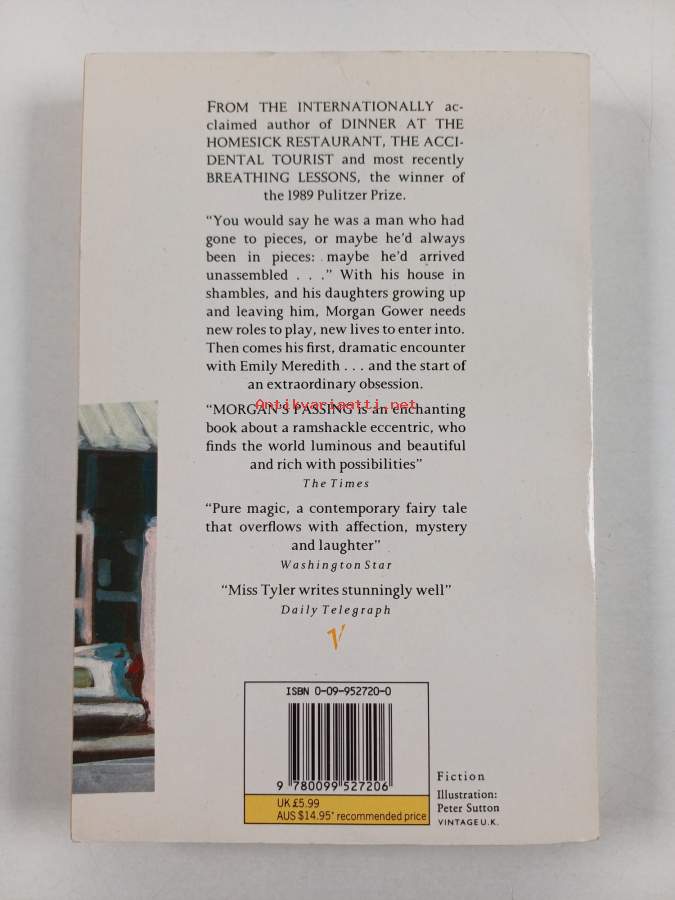 FROM THE INTERNATIONALLY ac-
claimed author of DINNER AT THE
HOMESICK RESTAURANT, THE ACCI-
DENTAL TOURIST and most recently
BREATHING LESSONS, the winner of
the 1989 Pulitzer Prize.
“You would say he was a man who had
gone to pieces, or maybe he’d always
been in pieces: maybe he’d arrived
unassembled . . .” With his house in
shambles, and his daughters growing up
and leaving him, Morgan Gower needs
new roles to play, new lives to enter into.
Then comes his first, dramatic encounter
with Emily Meredith . . . and the start of
an extraordinary obsession.
Antikvariaatti.net
“MORGAN’S PASSING is an enchanting
book about a ramshackle eccentric, who
finds the world luminous and beautiful
and rich with possibilities”
The Times
“Pure magic, a contemporary fairy tale
that overflows with affection, mystery
and laughter”
Washington Star
“Miss Tyler writes stunningly well”
Daily Telegraph
V
ISBN 0-09-952720-0
9 780099 527206
UK £5.99
AUS $14.95* recommended price
Fiction
Illustration:
Peter Sutton
VINTAGE U.K.